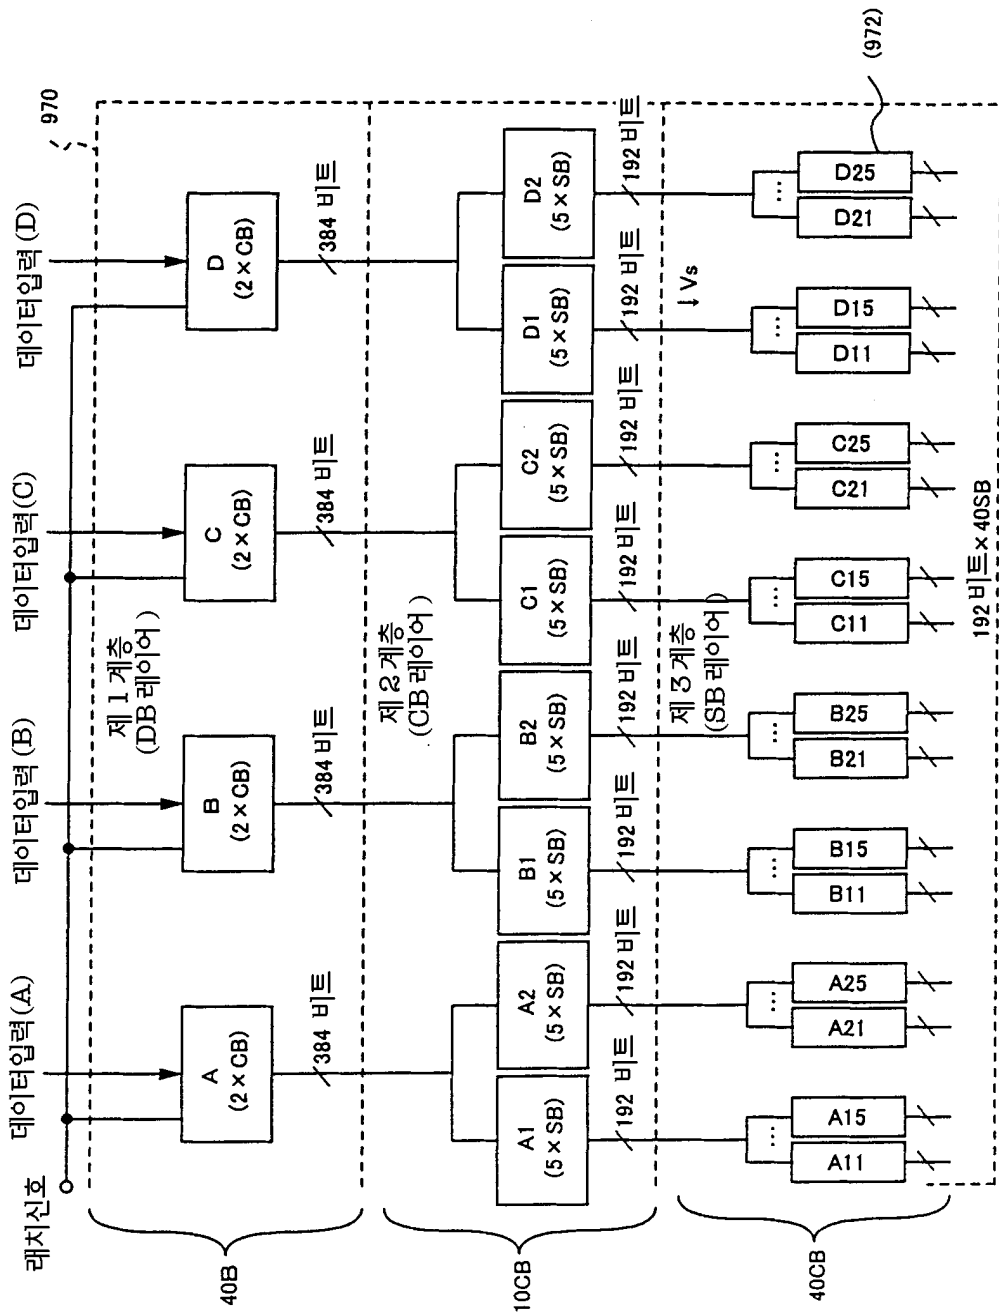 데이터입력(A)
데이터입력(B)
데이터입력(C)
데이터입력(D)
래치신호
970
제 1 계층
(DB 레이어)
A
(2×CB)
B
(2×CB)
C
(2×CB)
D
(2×CB)
384 비트
384 비트
384 비트
384 비트
40B
제 2 계층
(CB 레이어)
A1
(5×SB)
A2
(5×SB)
B1
(5×SB)
B2
(5×SB)
C1
(5×SB)
C2
(5×SB)
D1
(5×SB)
D2
(5×SB)
192 비트
192 비트
192 비트
192 비트
192 비트
192 비트
192 비트
192 비트
10CB
제 3 계층
(SB 레이어)
↓Vs
A11
...
A15
A21
...
A25
B11
...
B15
B21
...
B25
C11
...
C15
C21
...
C25
D11
...
D15
D21
...
D25
(972)
40CB
192 비트×40SB